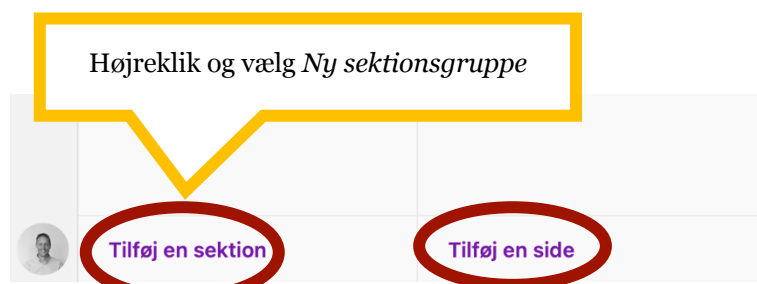 Højreklik og vælg Ny sektionsgruppe
Tilføj en sektion
Tilføj en side